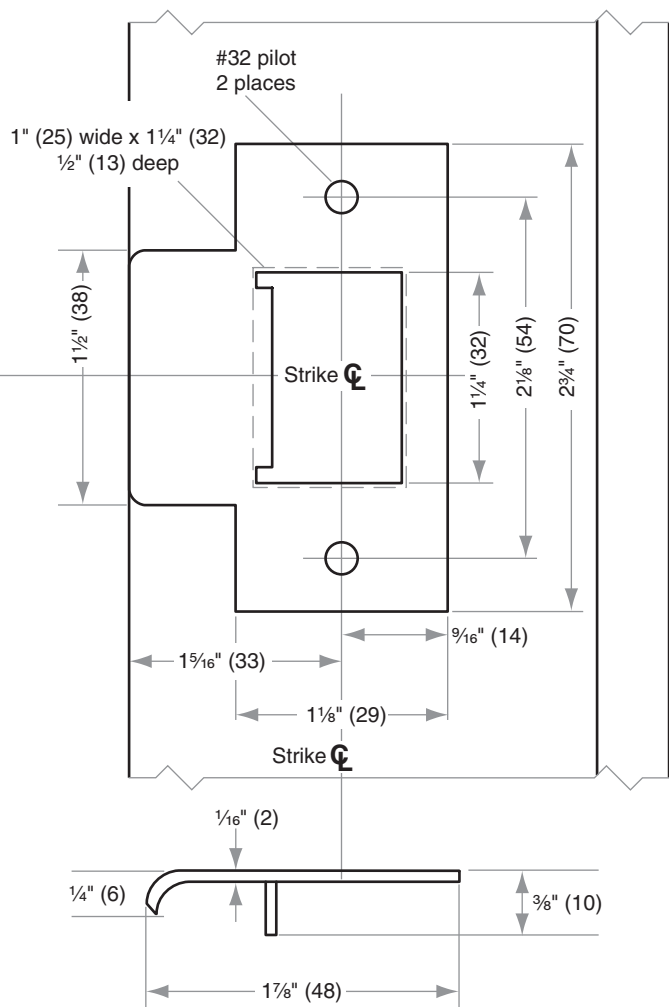 #32 pilot
2 places
1" (25) wide x 1¼" (32)
½" (13) deep
1½" (38)
Strike ℄
1¼" (32)
2⅛" (54)
2¾" (70)
9⁄16" (14)
1 5⁄16" (33)
1⅛" (29)
Strike ℄
1⁄16" (2)
¼" (6)
⅜" (10)
1⅞" (48)